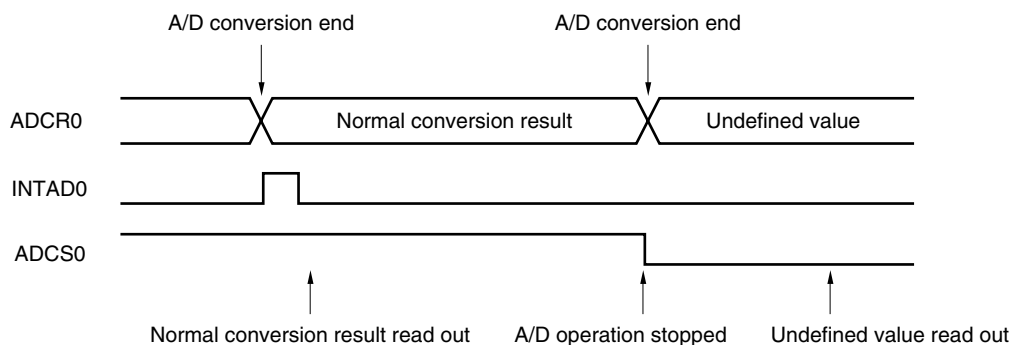 A/D conversion end A/D conversion end
ADCR0 Normal conversion result Undefined value
INTAD0
ADCS0
Normal conversion result read out A/D operation stopped Undefined value read out